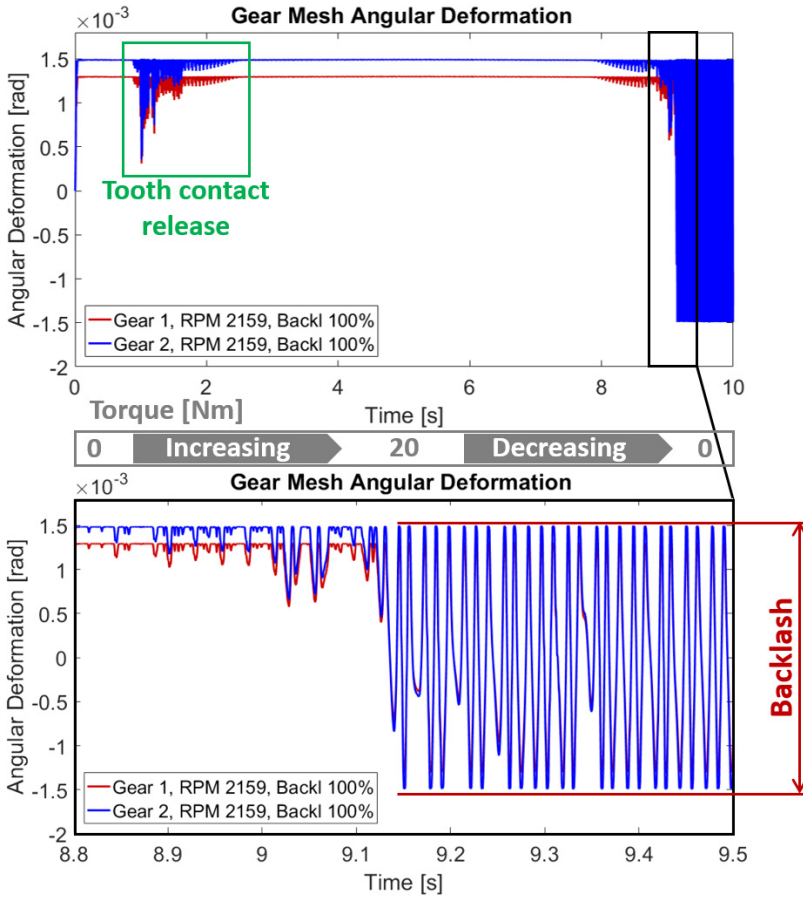 Gear Mesh Angular Deformation
×10⁻³
Angular Deformation [rad]
1.5
1
0.5
0
-0.5
-1
-1.5
-2
Tooth contact
release
Gear 1, RPM 2159, Backl 100%
Gear 2, RPM 2159, Backl 100%
0 2 4 6 8 10
Time [s]
Torque [Nm]
0 Increasing 20 Decreasing 0
Gear Mesh Angular Deformation
×10⁻³
Angular Deformation [rad]
1.5
1
0.5
0
-0.5
-1
-1.5
-2
Backlash
Gear 1, RPM 2159, Backl 100%
Gear 2, RPM 2159, Backl 100%
8.8 8.9 9 9.1 9.2 9.3 9.4 9.5
Time [s]